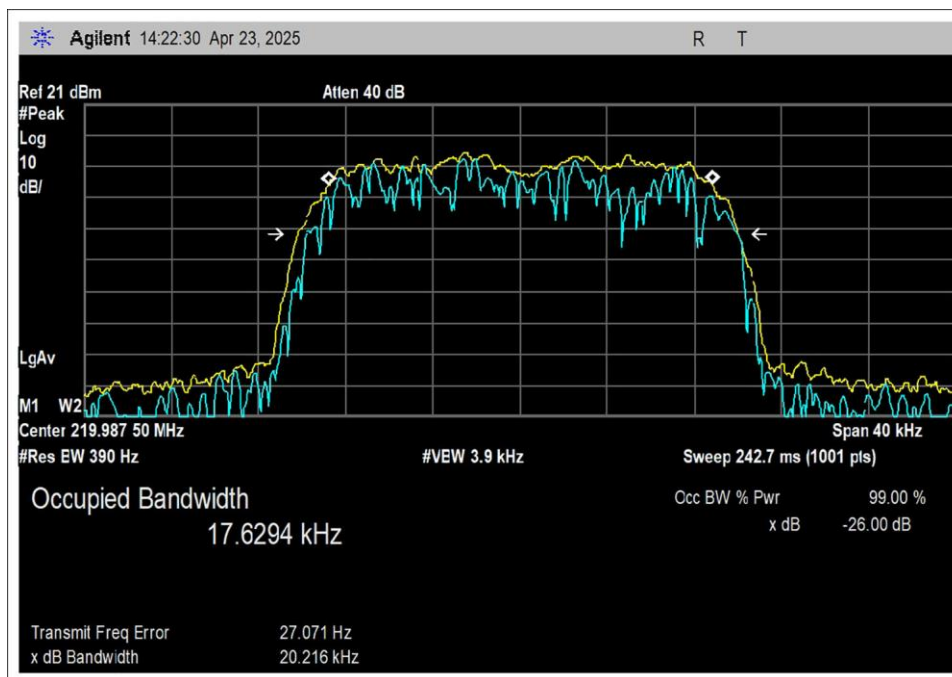 Agilent 14:22:30 Apr 23, 2025 R T
Ref 21 dBm Atten 40 dB
#Peak
Log
10
dB/
LgAv
M1 W2
Center 219.987 50 MHz Span 40 kHz
#Res EW 390 Hz #VBW 3.9 kHz Sweep 242.7 ms (1001 pts)
Occupied Bandwidth Occ BW % Pwr 99.00 %
17.6294 kHz x dB -26.00 dB
Transmit Freq Error 27.071 Hz
x dB Bandwidth 20.216 kHz